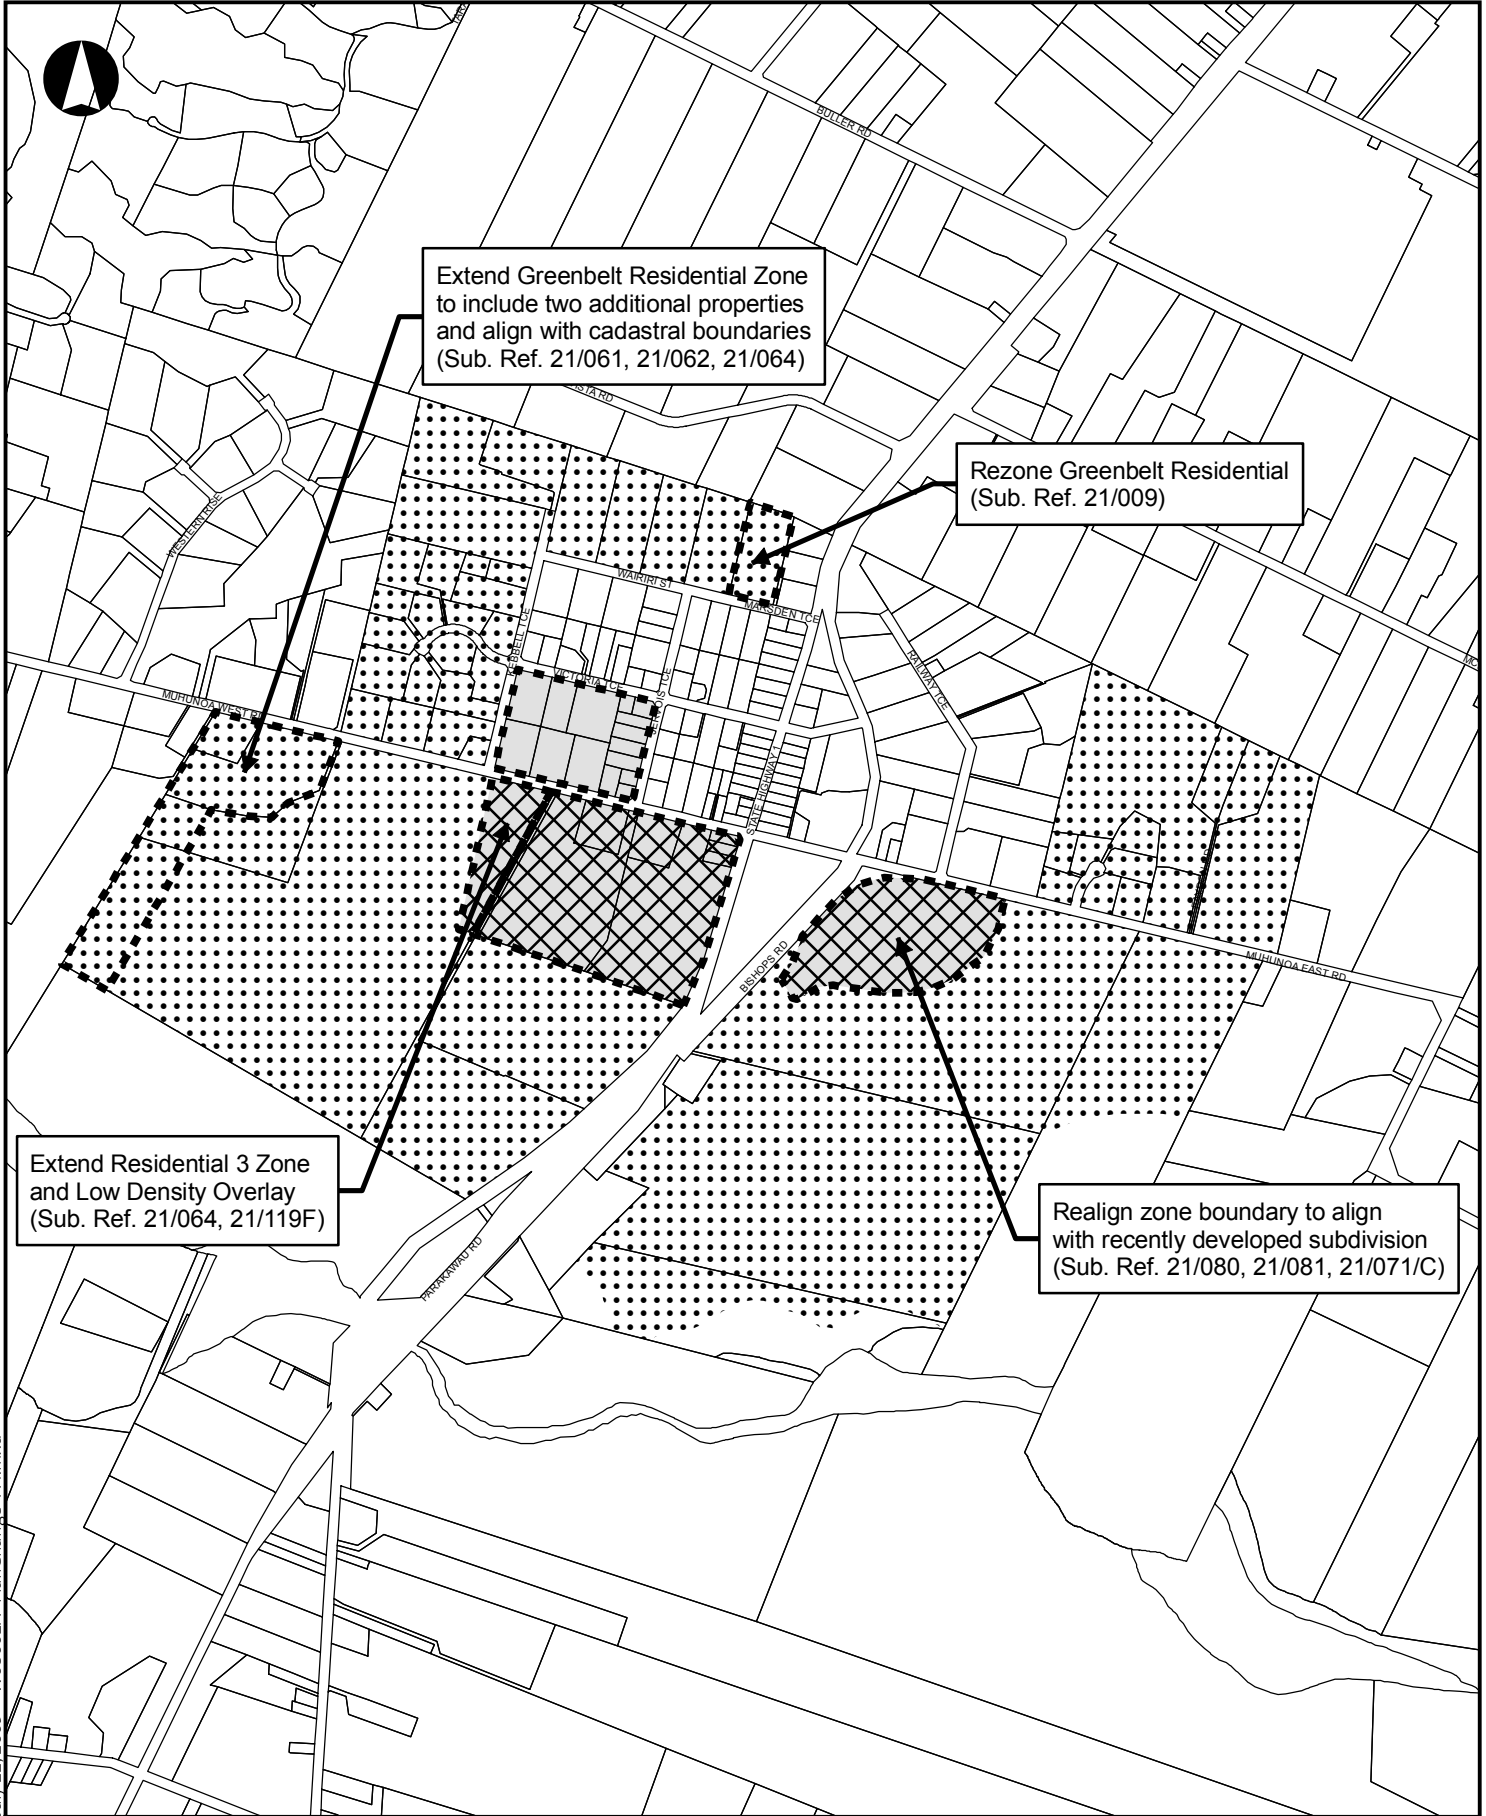 BULLER RD
Extend Greenbelt Residential Zone
to include two additional properties
and align with cadastral boundaries
(Sub. Ref. 21/061, 21/062, 21/064)
RD
Rezone Greenbelt Residential
(Sub. Ref. 21/009)
WESTERN RISE
WAIRIRI ST
MARSDEN TCE
KEBBELL TCE
VICTORIA TCE
TCE
RAILWAY TCE
MUHUNOA WEST
STATE HIGHWAY 1
BISHOPS RD
MUHUNOA EAST RD
Extend Residential 3 Zone
and Low Density Overlay
(Sub. Ref. 21/064, 21/119F)
Realign zone boundary to align
with recently developed subdivision
(Sub. Ref. 21/080, 21/081, 21/071/C)
PARAKAWAU RD